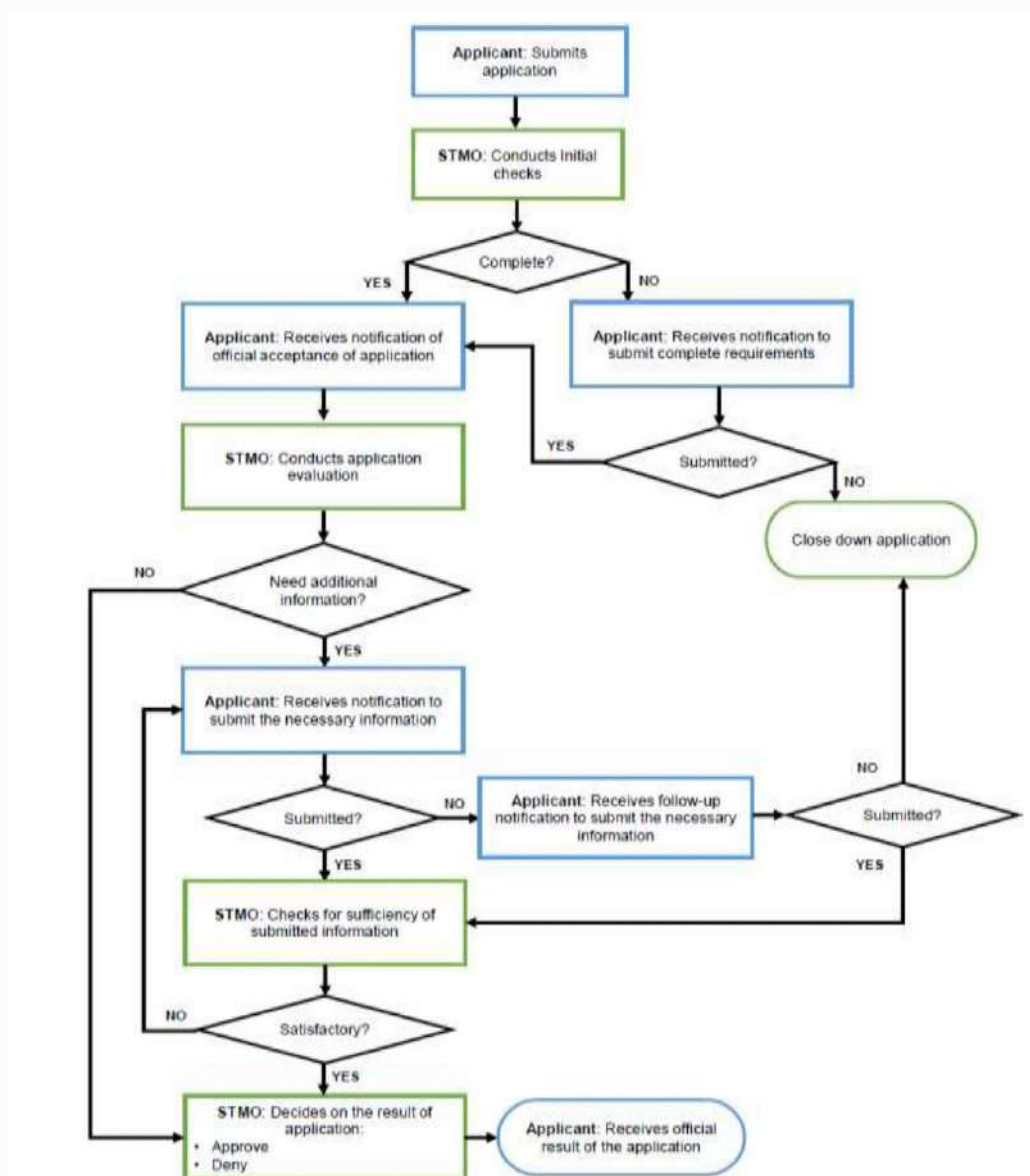 Applicant: Submits
application
STMO: Conducts Initial
checks
Complete?
YES
NO
Applicant: Receives notification of
official acceptance of application
Applicant: Receives notification to
submit complete requirements
YES
Submitted?
NO
STMO: Conducts application
evaluation
Close down application
NO
Need additional
information?
YES
Applicant: Receives notification to
submit the necessary information
Submitted?
NO
Applicant: Receives follow-up
notification to submit the necessary
information
NO
Submitted?
YES
YES
STMO: Checks for sufficiency of
submitted information
NO
Satisfactory?
YES
STMO: Decides on the result of
application:
• Approve
• Deny
Applicant: Receives official
result of the application